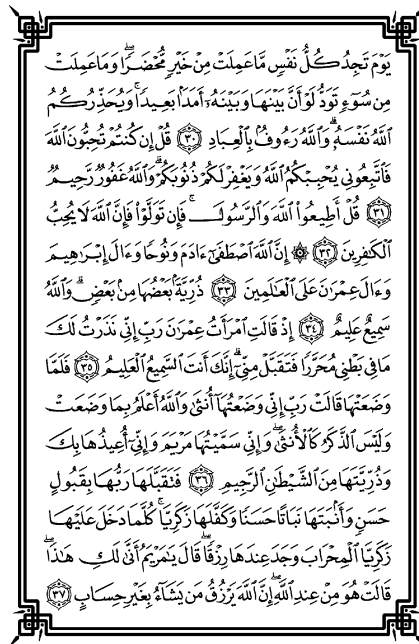 يَوْمَ تَجِدُ كُلُّ نَفْسٍ مَّا عَمِلَتْ مِنْ خَيْرٍ مُّحْضَرًا وَمَا عَمِلَتْ
مِن سُوٓءٍ تَوَدُّ لَوْ أَنَّ بَيْنَهَا وَبَيْنَهُۥٓ أَمَدَۢا بَعِيدًا ۗ وَيُحَذِّرُكُمُ
ٱللَّهُ نَفْسَهُۥ ۗ وَٱللَّهُ رَءُوفُۢ بِٱلْعِبَادِ ٣٠ قُلْ إِن كُنتُمْ تُحِبُّونَ ٱللَّهَ
فَٱتَّبِعُونِى يُحْبِبْكُمُ ٱللَّهُ وَيَغْفِرْ لَكُمْ ذُنُوبَكُمْ ۗ وَٱللَّهُ غَفُورٌ رَّحِيمٌ
٣١ قُلْ أَطِيعُوا۟ ٱللَّهَ وَٱلرَّسُولَ ۖ فَإِن تَوَلَّوْا۟ فَإِنَّ ٱللَّهَ لَا يُحِبُّ
ٱلْكَٰفِرِينَ ٣٢ ۞ إِنَّ ٱللَّهَ ٱصْطَفَىٰٓ ءَادَمَ وَنُوحًا وَءَالَ إِبْرَٰهِيمَ
وَءَالَ عِمْرَٰنَ عَلَى ٱلْعَٰلَمِينَ ٣٣ ذُرِّيَّةَۢ بَعْضُهَا مِنۢ بَعْضٍ ۗ وَٱللَّهُ
سَمِيعٌ عَلِيمٌ ٣٤ إِذْ قَالَتِ ٱمْرَأَتُ عِمْرَٰنَ رَبِّ إِنِّى نَذَرْتُ لَكَ
مَا فِى بَطْنِى مُحَرَّرًا فَتَقَبَّلْ مِنِّىٓ ۖ إِنَّكَ أَنتَ ٱلسَّمِيعُ ٱلْعَلِيمُ ٣٥ فَلَمَّا
وَضَعَتْهَا قَالَتْ رَبِّ إِنِّى وَضَعْتُهَآ أُنثَىٰ وَٱللَّهُ أَعْلَمُ بِمَا وَضَعَتْ
وَلَيْسَ ٱلذَّكَرُ كَٱلْأُنثَىٰ ۖ وَإِنِّى سَمَّيْتُهَا مَرْيَمَ وَإِنِّىٓ أُعِيذُهَا بِكَ
وَذُرِّيَّتَهَا مِنَ ٱلشَّيْطَٰنِ ٱلرَّجِيمِ ٣٦ فَتَقَبَّلَهَا رَبُّهَا بِقَبُولٍ
حَسَنٍ وَأَنۢبَتَهَا نَبَاتًا حَسَنًا وَكَفَّلَهَا زَكَرِيَّا ۖ كُلَّمَا دَخَلَ عَلَيْهَا
زَكَرِيَّا ٱلْمِحْرَابَ وَجَدَ عِندَهَا رِزْقًا ۖ قَالَ يَٰمَرْيَمُ أَنَّىٰ لَكِ هَٰذَا ۖ
قَالَتْ هُوَ مِنْ عِندِ ٱللَّهِ ۖ إِنَّ ٱللَّهَ يَرْزُقُ مَن يَشَآءُ بِغَيْرِ حِسَابٍ ٣٧